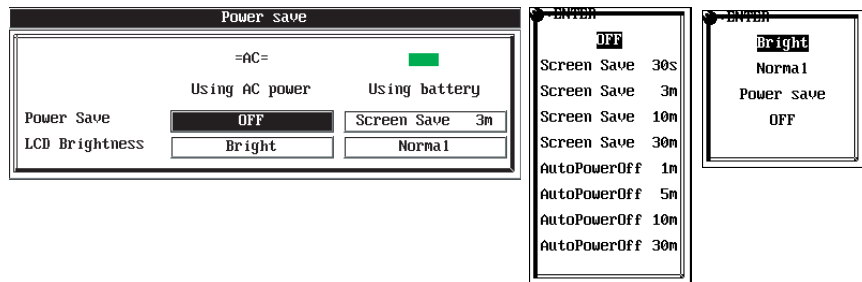 Power save
=AC=
Using AC power Using battery
Power Save OFF Screen Save 3m
LCD Brightness Bright Normal
ENTER
OFF
Screen Save 30s
Screen Save 3m
Screen Save 10m
Screen Save 30m
AutoPowerOff 1m
AutoPowerOff 5m
AutoPowerOff 10m
AutoPowerOff 30m
ENTER
Bright
Normal
Power save
OFF